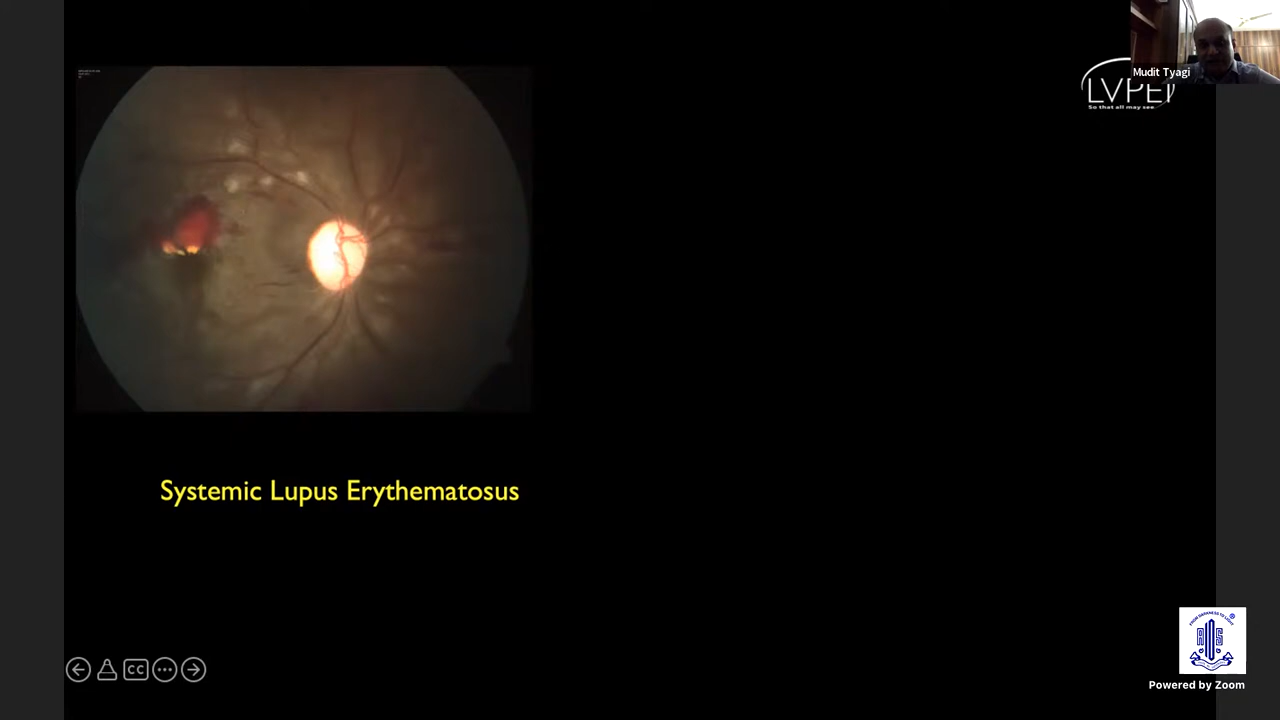 Mudit Tyagi
LVPEI
So that all may see
Systemic Lupus Erythematosus
CC
Powered by Zoom